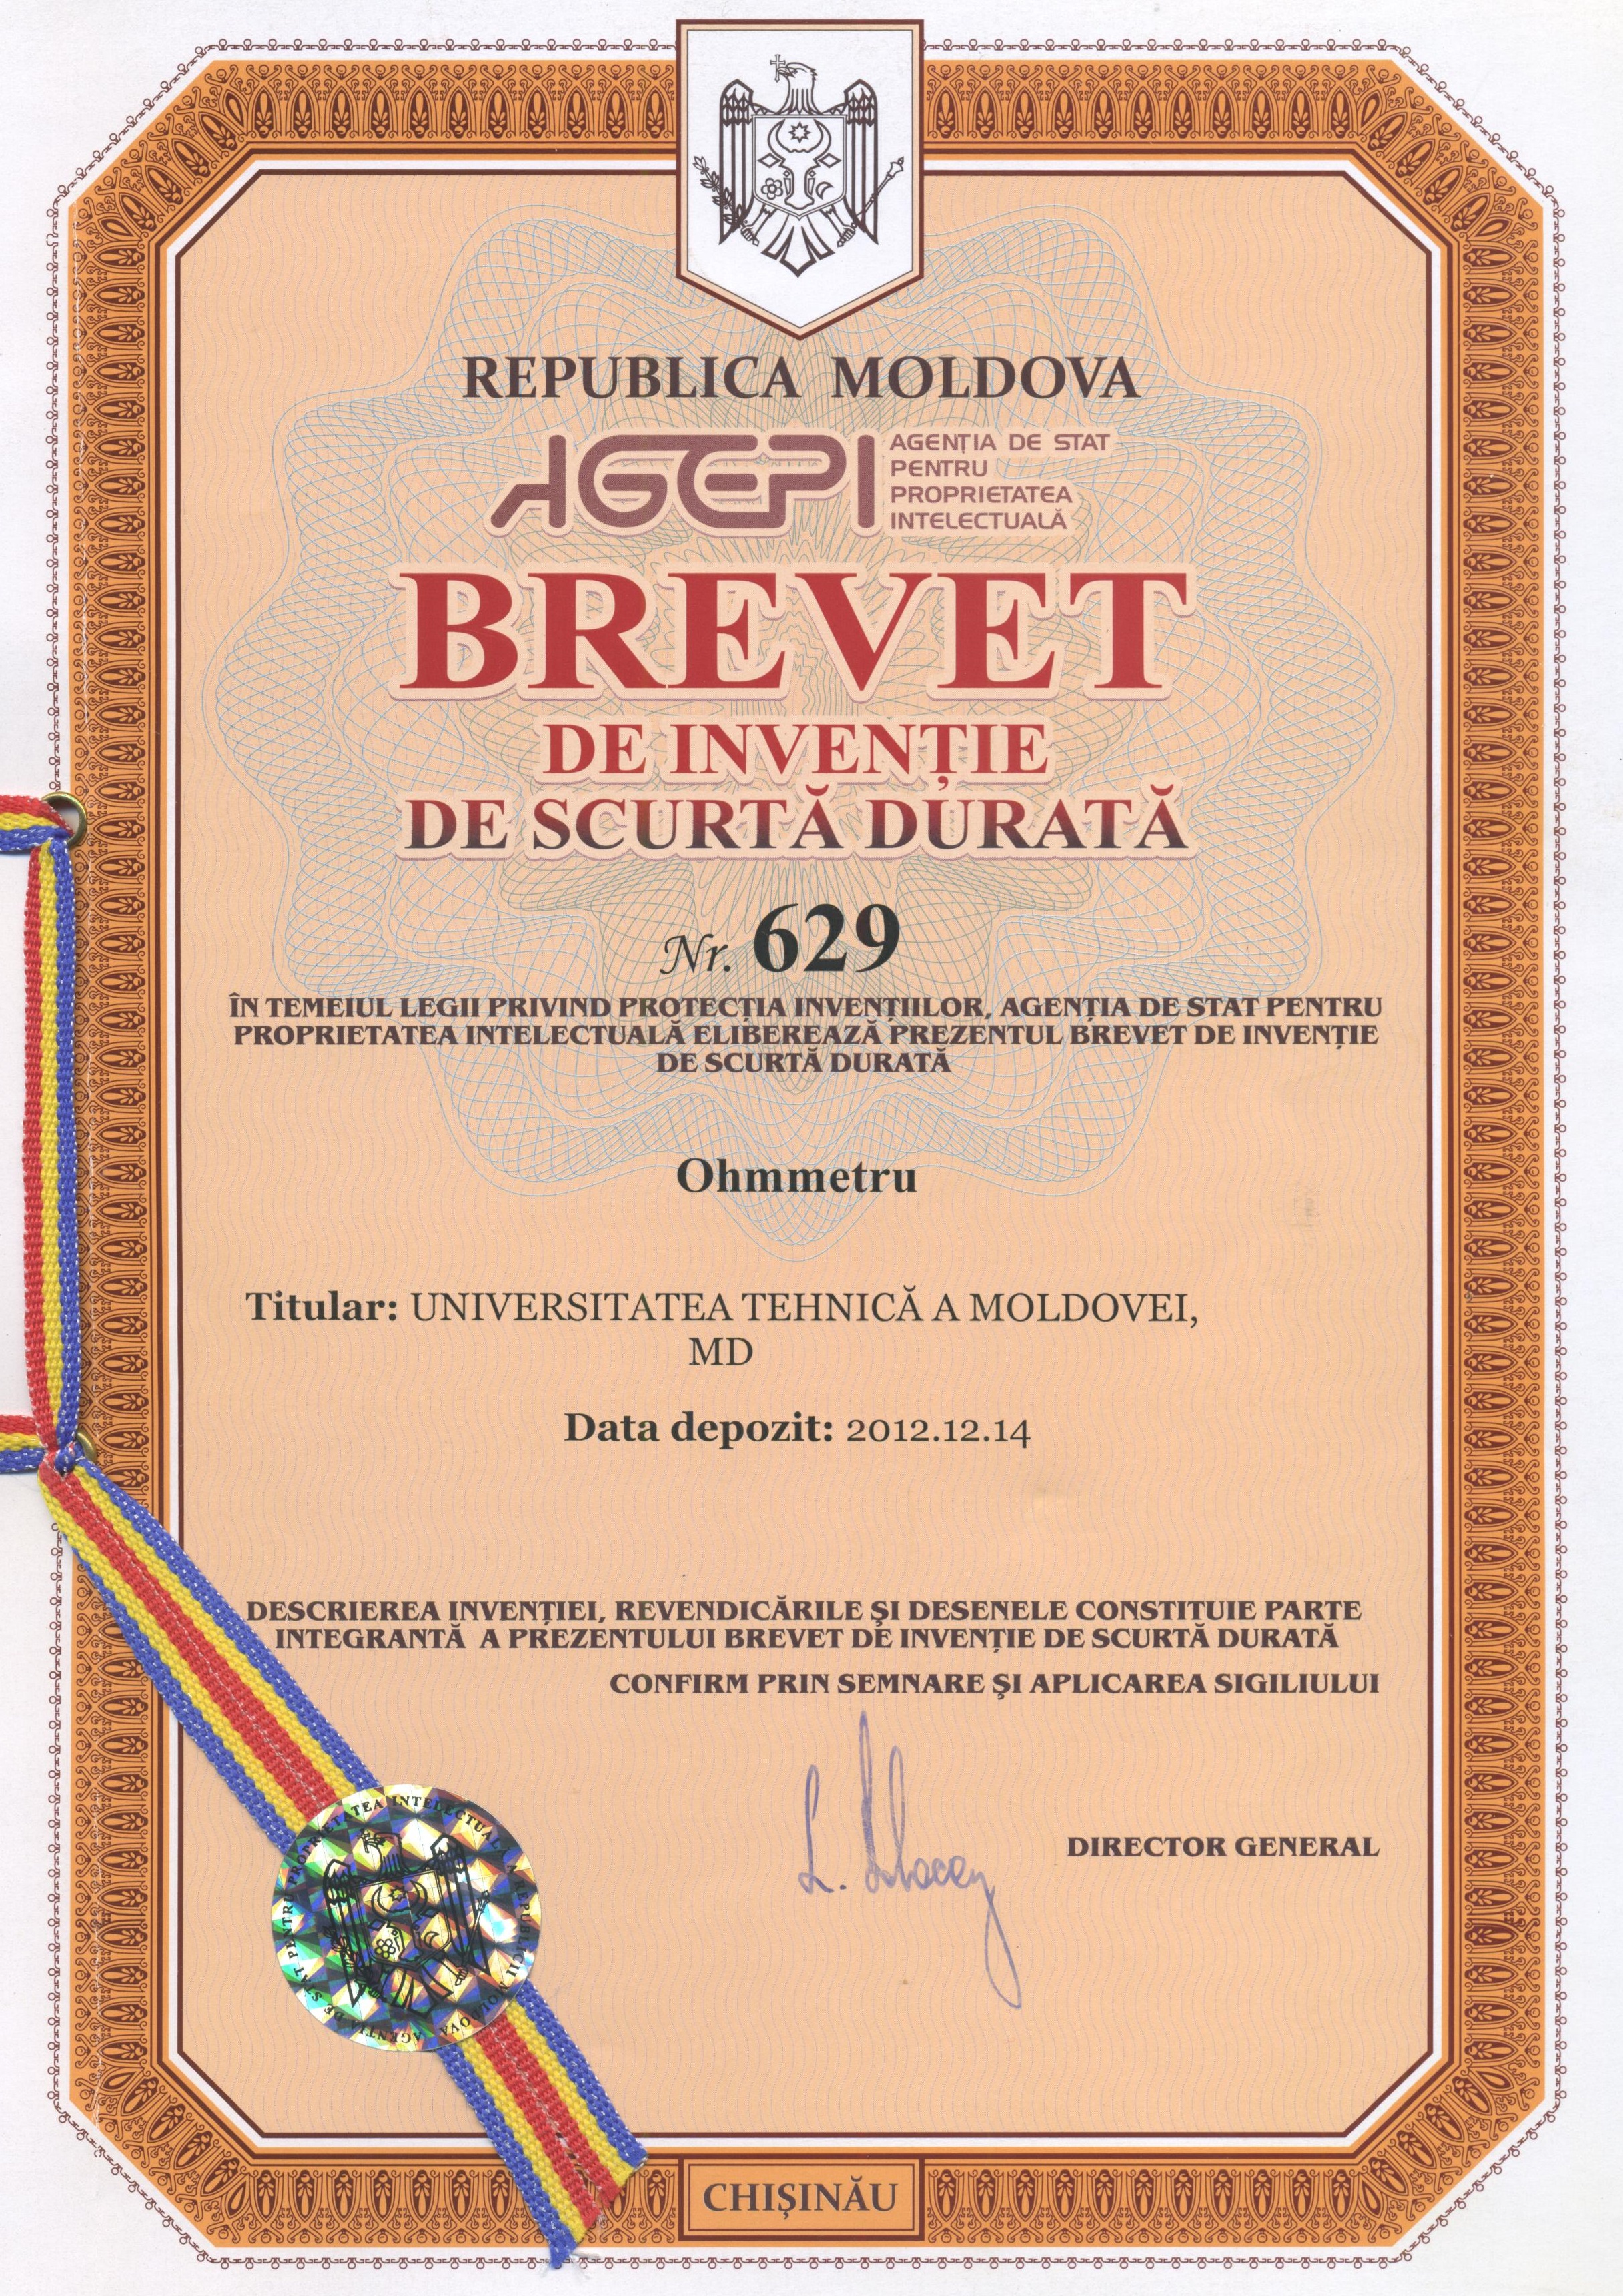 REPUBLICA MOLDOVA
AGEPI
AGENȚIA DE STAT
PENTRU
PROPRIETATEA
INTELECTUALĂ
BREVET
DE INVENȚIE
DE SCURTĂ DURATĂ
Nr. 629
ÎN TEMEIUL LEGII PRIVIND PROTECȚIA INVENȚIILOR, AGENȚIA DE STAT PENTRU
PROPRIETATEA INTELECTUALĂ ELIBEREAZĂ PREZENTUL BREVET DE INVENȚIE
DE SCURTĂ DURATĂ
Ohmmetru
Titular: UNIVERSITATEA TEHNICĂ A MOLDOVEI,
MD
Data depozit: 2012.12.14
DESCRIEREA INVENȚIEI, REVENDICĂRILE ȘI DESENELE CONSTITUIE PARTE
INTEGRANTĂ A PREZENTULUI BREVET DE INVENȚIE DE SCURTĂ DURATĂ
CONFIRM PRIN SEMNARE ȘI APLICAREA SIGILIULUI
DIRECTOR GENERAL
AGENȚIA DE STAT PENTRU PROPRIETATEA INTELECTUALĂ A REPUBLICII MOLDOVA
CHIȘINĂU